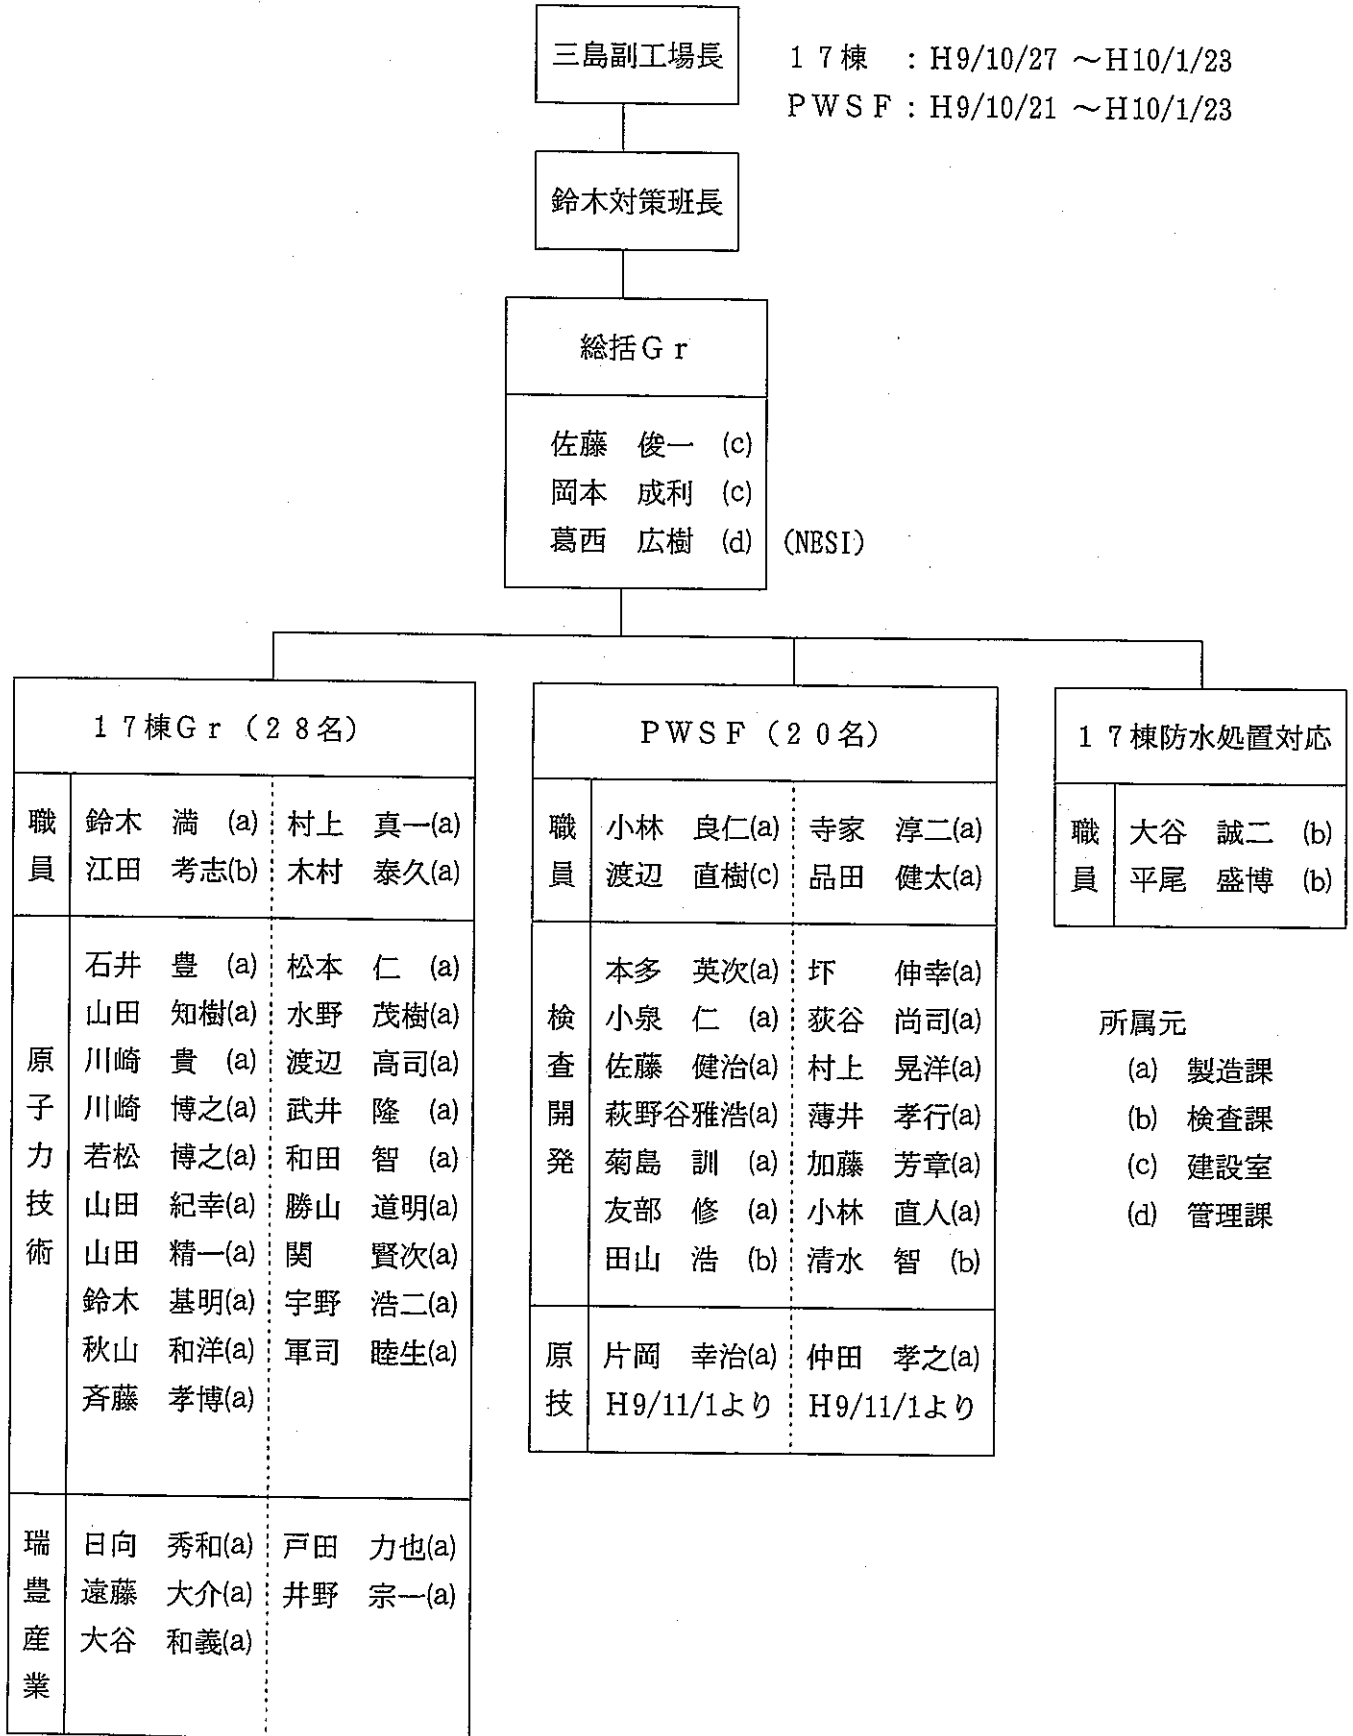 三島副工場長
17棟 : H9/10/27 ～H10/1/23
PWSF : H9/10/21 ～H10/1/23
鈴木対策班長
総括Gr
佐藤 俊一 (c)
岡本 成利 (c)
葛西 広樹 (d) (NESI)
17棟Gr（28名）
職員
鈴木 満 (a) 村上 真一(a)
江田 考志(b) 木村 泰久(a)
原子力技術
石井 豊 (a) 松本 仁 (a)
山田 知樹(a) 水野 茂樹(a)
川崎 貴 (a) 渡辺 高司(a)
川崎 博之(a) 武井 隆 (a)
若松 博之(a) 和田 智 (a)
山田 紀幸(a) 勝山 道明(a)
山田 精一(a) 関 賢次(a)
鈴木 基明(a) 宇野 浩二(a)
秋山 和洋(a) 軍司 睦生(a)
斉藤 孝博(a)
瑞豊産業
日向 秀和(a) 戸田 力也(a)
遠藤 大介(a) 井野 宗一(a)
大谷 和義(a)
PWSF（20名）
職員
小林 良仁(a) 寺家 淳二(a)
渡辺 直樹(c) 品田 健太(a)
検査開発
本多 英次(a) 圷 伸幸(a)
小泉 仁 (a) 荻谷 尚司(a)
佐藤 健治(a) 村上 晃洋(a)
萩野谷雅浩(a) 薄井 孝行(a)
菊島 訓 (a) 加藤 芳章(a)
友部 修 (a) 小林 直人(a)
田山 浩 (b) 清水 智 (b)
原技
片岡 幸治(a) 仲田 孝之(a)
H9/11/1より H9/11/1より
17棟防水処置対応
職員
大谷 誠二 (b)
平尾 盛博 (b)
所属元
(a) 製造課
(b) 検査課
(c) 建設室
(d) 管理課